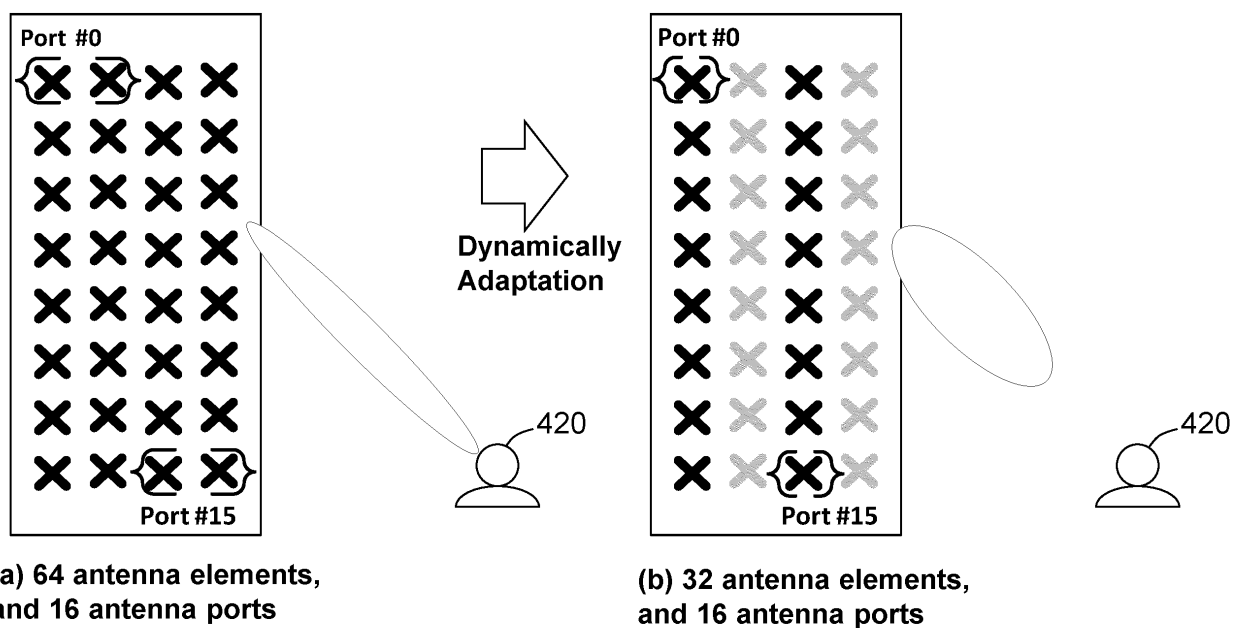 Port #0
Port #15
a) 64 antenna elements,
and 16 antenna ports
Dynamically
Adaptation
420
Port #0
Port #15
(b) 32 antenna elements,
and 16 antenna ports
420